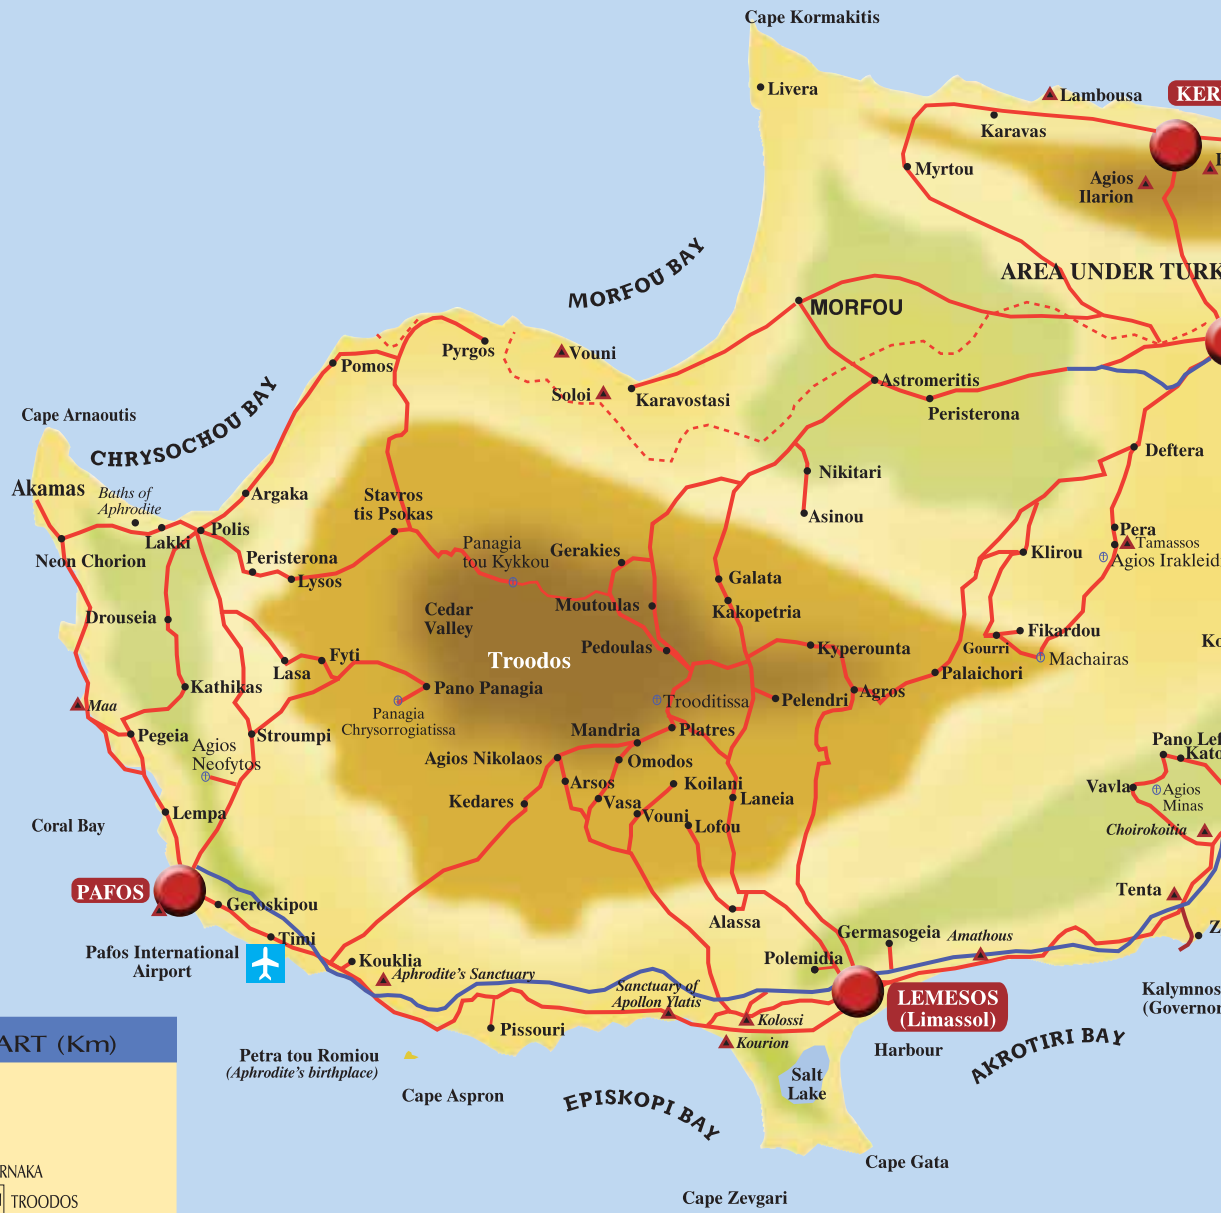 Cape Kormakitis
Livera
Lambousa
KER
Karavas
Myrtou
Agios
Ilarion
AREA UNDER TURK
MORFOU BAY
MORFOU
Pyrgos
Vouni
Pomos
Soloi
Karavostasi
Astromeritis
Peristerona
CHRYSOCHOU BAY
Cape Arnaoutis
Deftera
Akamas
Baths of
Aphrodite
Argaka
Stavros
tis Psokas
Nikitari
Asinou
Lakki
Polis
Neon Chorion
Peristerona
Lysos
Panagia
tou Kykkou
Gerakies
Galata
Kakopetria
Klirou
Pera
Tamassos
Agios Irakleid
Drouseia
Cedar
Valley
Moutoulas
Troodos
Pedoulas
Kyperounta
Gourri
Fikardou
Machairas
Ko
Fyti
Lasa
Kathikas
Pano Panagia
Panagia
Chrysorrogiatissa
Trooditissa
Pelendri
Agros
Palaichori
Maa
Pegeia
Stroumpi
Agios
Neofytos
Mandria
Platres
Agios Nikolaos
Omodos
Arsos
Koilani
Kedares
Vasa
Vouni
Laneia
Lofou
Pano Lef
Kato
Vavla
Agios
Minas
Choirokoitia
Lempa
Coral Bay
PAFOS
Geroskipou
Timi
Pafos International
Airport
Kouklia
Aphrodite's Sanctuary
Alassa
Germasogeia
Amathous
Polemidia
Tenta
Z
Sanctuary of
Apollon Ylatis
LEMESOS
(Limassol)
Kalymnos
(Governor
Pissouri
Kolossi
Kourion
Harbour
AKROTIRI BAY
Petra tou Romiou
(Aphrodite's birthplace)
Cape Aspron
EPISKOPI BAY
Salt
Lake
Cape Gata
Cape Zevgari
ART (Km)
RNAKA
TROODOS